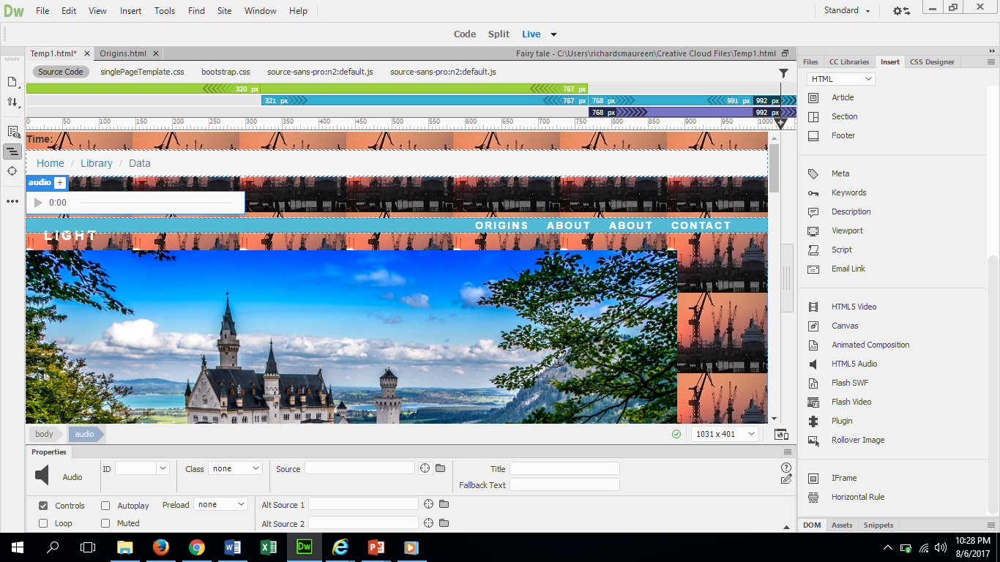 Dw File Edit View Insert Tools Find Site Window Help Standard
Code Split Live
Temp1.html* Origins.html Fairy tale - C:\Users\richardsmaureen\Creative Cloud Files\Temp1.html
Source Code singlePageTemplate.css bootstrap.css source-sans-pro:n2:default.js source-sans-pro:n2:default.js
320 px 767 px
321 px 767 px 768 px 991 px 992 px
768 px 992 px
0 50 100 150 200 250 300 350 400 450 500 550 600 650 700 750 800 850 900 950 1000
Time:
Home / Library / Data
audio +
0:00
ORIGINS ABOUT ABOUT CONTACT
LIGHT
body audio 1031 x 401
Properties
Audio ID Class none Source Title
Fallback Text
Controls Autoplay Preload none Alt Source 1
Loop Muted Alt Source 2
Files CC Libraries Insert CSS Designer
HTML
Article
Section
Footer
Meta
Keywords
Description
Viewport
Script
Email Link
HTML5 Video
Canvas
Animated Composition
HTML5 Audio
Flash SWF
Flash Video
Plugin
Rollover Image
IFrame
Horizontal Rule
DOM Assets Snippets
Dw
10:28 PM
8/6/2017